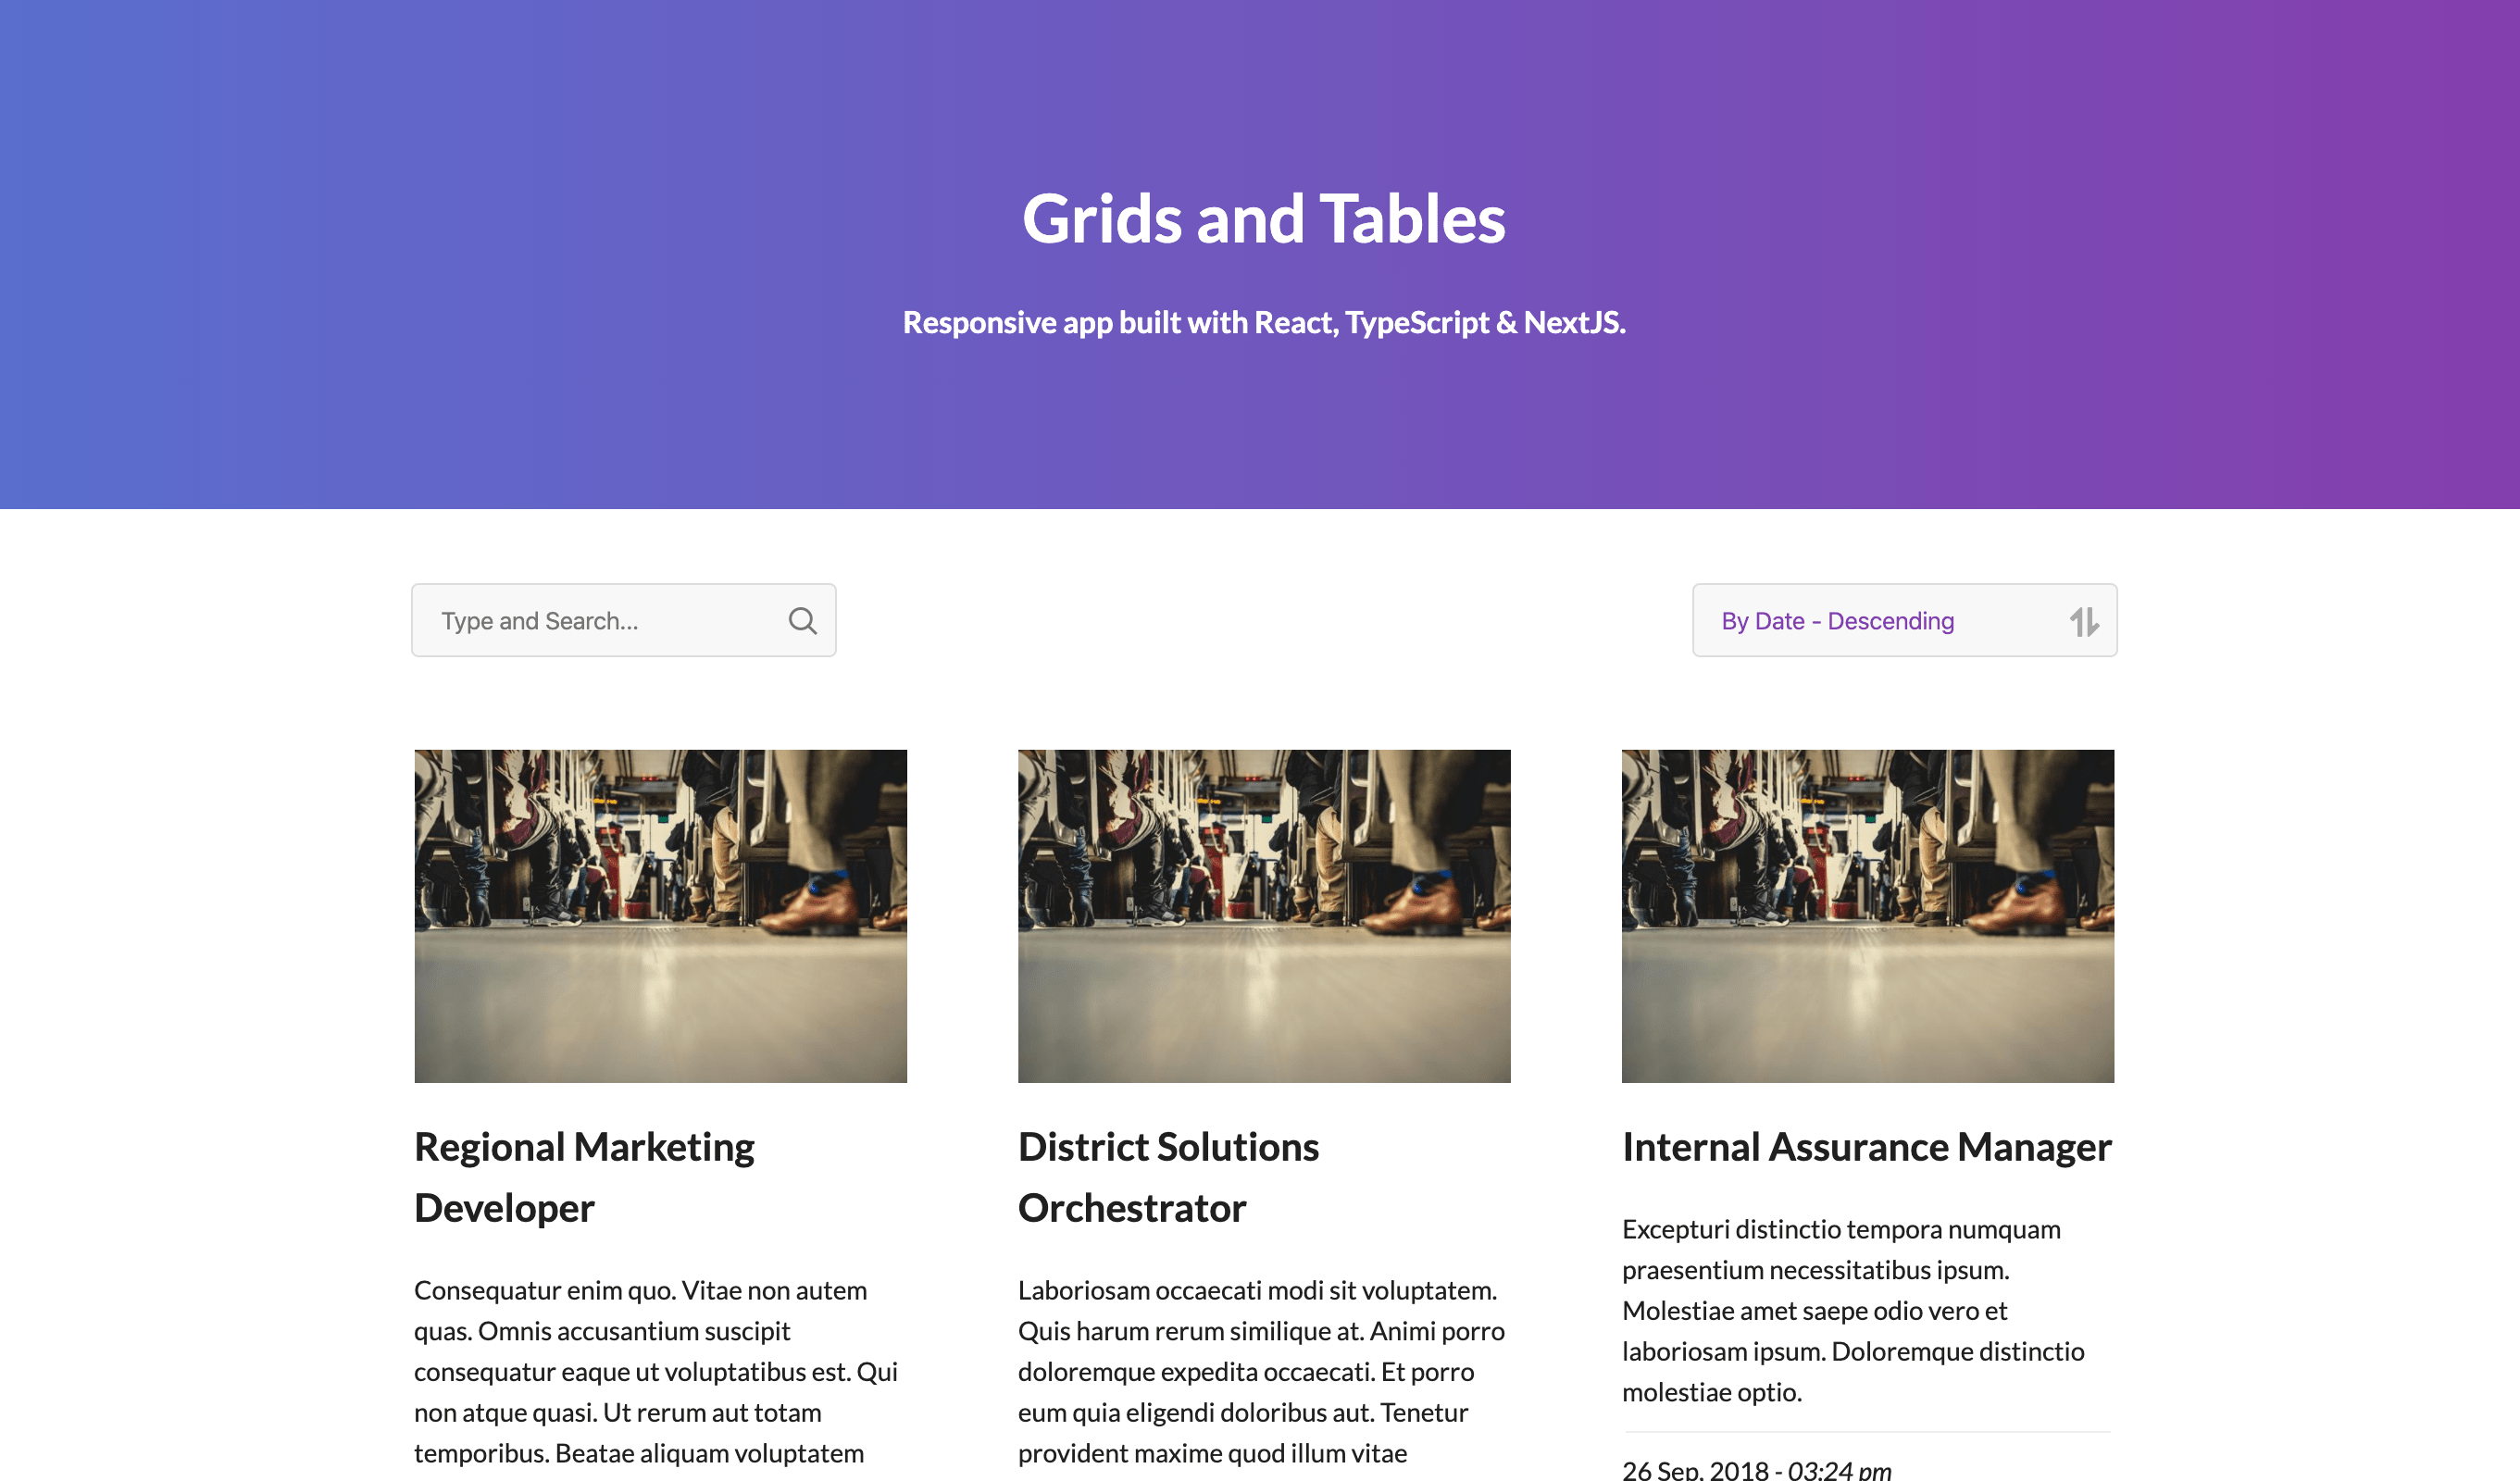 Grids and Tables
Responsive app built with React, TypeScript & NextJS.
Type and Search...
By Date - Descending
Regional Marketing
Developer
Consequatur enim quo. Vitae non autem
quas. Omnis accusantium suscipit
consequatur eaque ut voluptatibus est. Qui
non atque quasi. Ut rerum aut totam
temporibus. Beatae aliquam voluptatem
District Solutions
Orchestrator
Laboriosam occaecati modi sit voluptatem.
Quis harum rerum similique at. Animi porro
doloremque expedita occaecati. Et porro
eum quia eligendi doloribus aut. Tenetur
provident maxime quod illum vitae
Internal Assurance Manager
Excepturi distinctio tempora numquam
praesentium necessitatibus ipsum.
Molestiae amet saepe odio vero et
laboriosam ipsum. Doloremque distinctio
molestiae optio.
26 Sep, 2018 - 03:24 pm